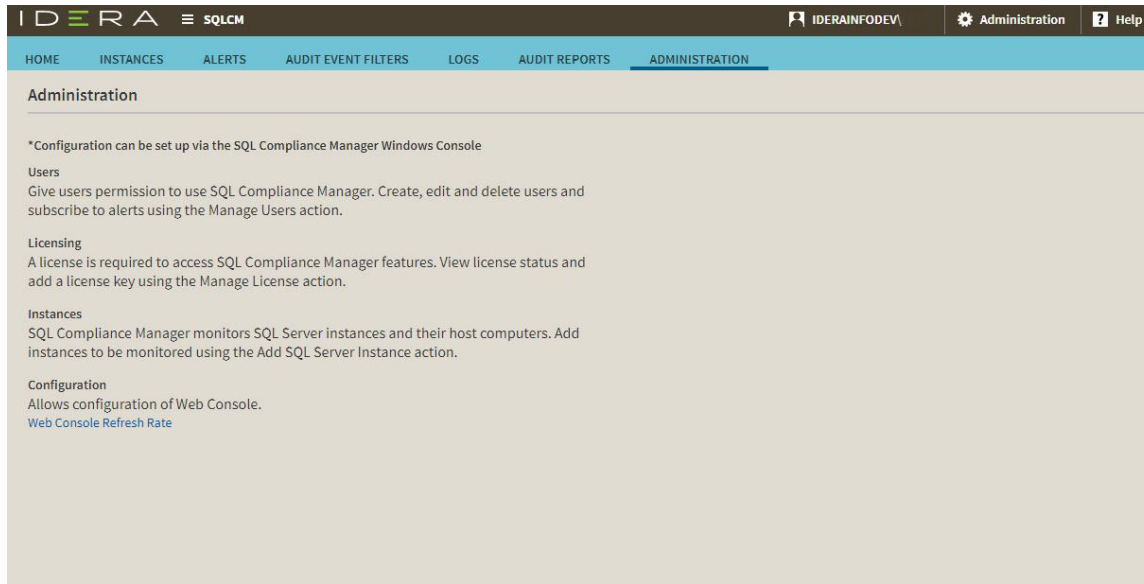 IDERA ≡ SQLCM IDERAINFODEV\ Administration ? Help
HOME INSTANCES ALERTS AUDIT EVENT FILTERS LOGS AUDIT REPORTS ADMINISTRATION
Administration
*Configuration can be set up via the SQL Compliance Manager Windows Console
Users
Give users permission to use SQL Compliance Manager. Create, edit and delete users and
subscribe to alerts using the Manage Users action.
Licensing
A license is required to access SQL Compliance Manager features. View license status and
add a license key using the Manage License action.
Instances
SQL Compliance Manager monitors SQL Server instances and their host computers. Add
instances to be monitored using the Add SQL Server Instance action.
Configuration
Allows configuration of Web Console.
Web Console Refresh Rate